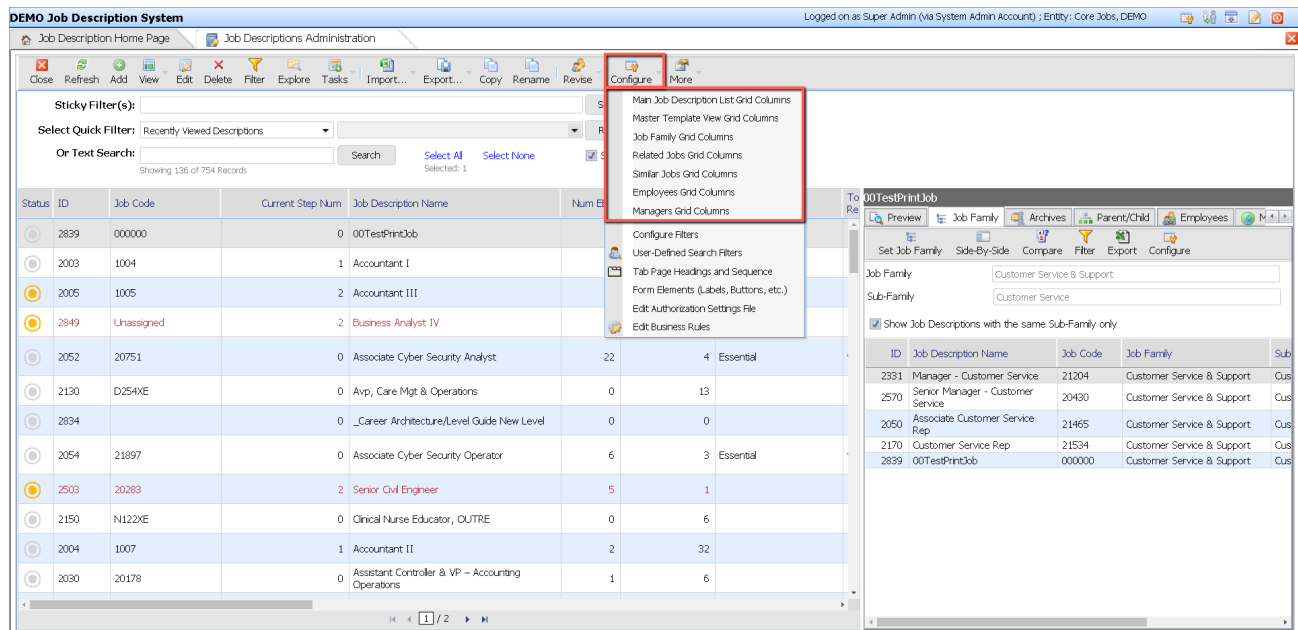 DEMO Job Description System
Logged on as Super Admin (via System Admin Account) ; Entity: Core Jobs, DEMO
Job Description Home Page
Job Descriptions Administration
Close Refresh Add View Edit Delete Filter Explore Tasks Import... Export... Copy Rename Revise Configure More
Sticky Filter(s):
Select Quick Filter: Recently Viewed Descriptions
Or Text Search: Search Select All Select None
Showing 136 of 754 Records
Selected: 1
Main Job Description List Grid Columns
Master Template View Grid Columns
Job Family Grid Columns
Related Jobs Grid Columns
Similar Jobs Grid Columns
Employees Grid Columns
Managers Grid Columns
Configure Filters
User-Defined Search Filters
Tab Page Headings and Sequence
Form Elements (Labels, Buttons, etc.)
Edit Authorization Settings File
Edit Business Rules
Status ID Job Code Current Step Num Job Description Name Num
2839 000000 0 00TestPrintJob
2003 1004 1 Accountant I
2005 1005 2 Accountant III
2849 Unassigned 2 Business Analyst IV
2052 20751 0 Associate Cyber Security Analyst 22 4 Essential
2130 D254XE 0 Avp, Care Mgt & Operations 0 13
2834 0 _Career Architecture/Level Guide New Level 0 0
2054 21897 0 Associate Cyber Security Operator 6 3 Essential
2503 20283 2 Senior Civil Engineer 5 1
2150 N122XE 0 Clinical Nurse Educator, OUTRE 0 6
2004 1007 1 Accountant II 2 32
2030 20178 0 Assistant Controller & VP – Accounting
Operations 1 6
1 / 2
00TestPrintJob
Preview Job Family Archives Parent/Child Employees
Set Job Family Side-By-Side Compare Filter Export Configure
Job Family Customer Service & Support
Sub-Family Customer Service
Show Job Descriptions with the same Sub-Family only
ID Job Description Name Job Code Job Family Sub
2331 Manager - Customer Service 21204 Customer Service & Support Cus
2570 Senior Manager - Customer
Service 20430 Customer Service & Support Cus
2050 Associate Customer Service
Rep 21465 Customer Service & Support Cus
2170 Customer Service Rep 21534 Customer Service & Support Cus
2839 00TestPrintJob 000000 Customer Service & Support Cus